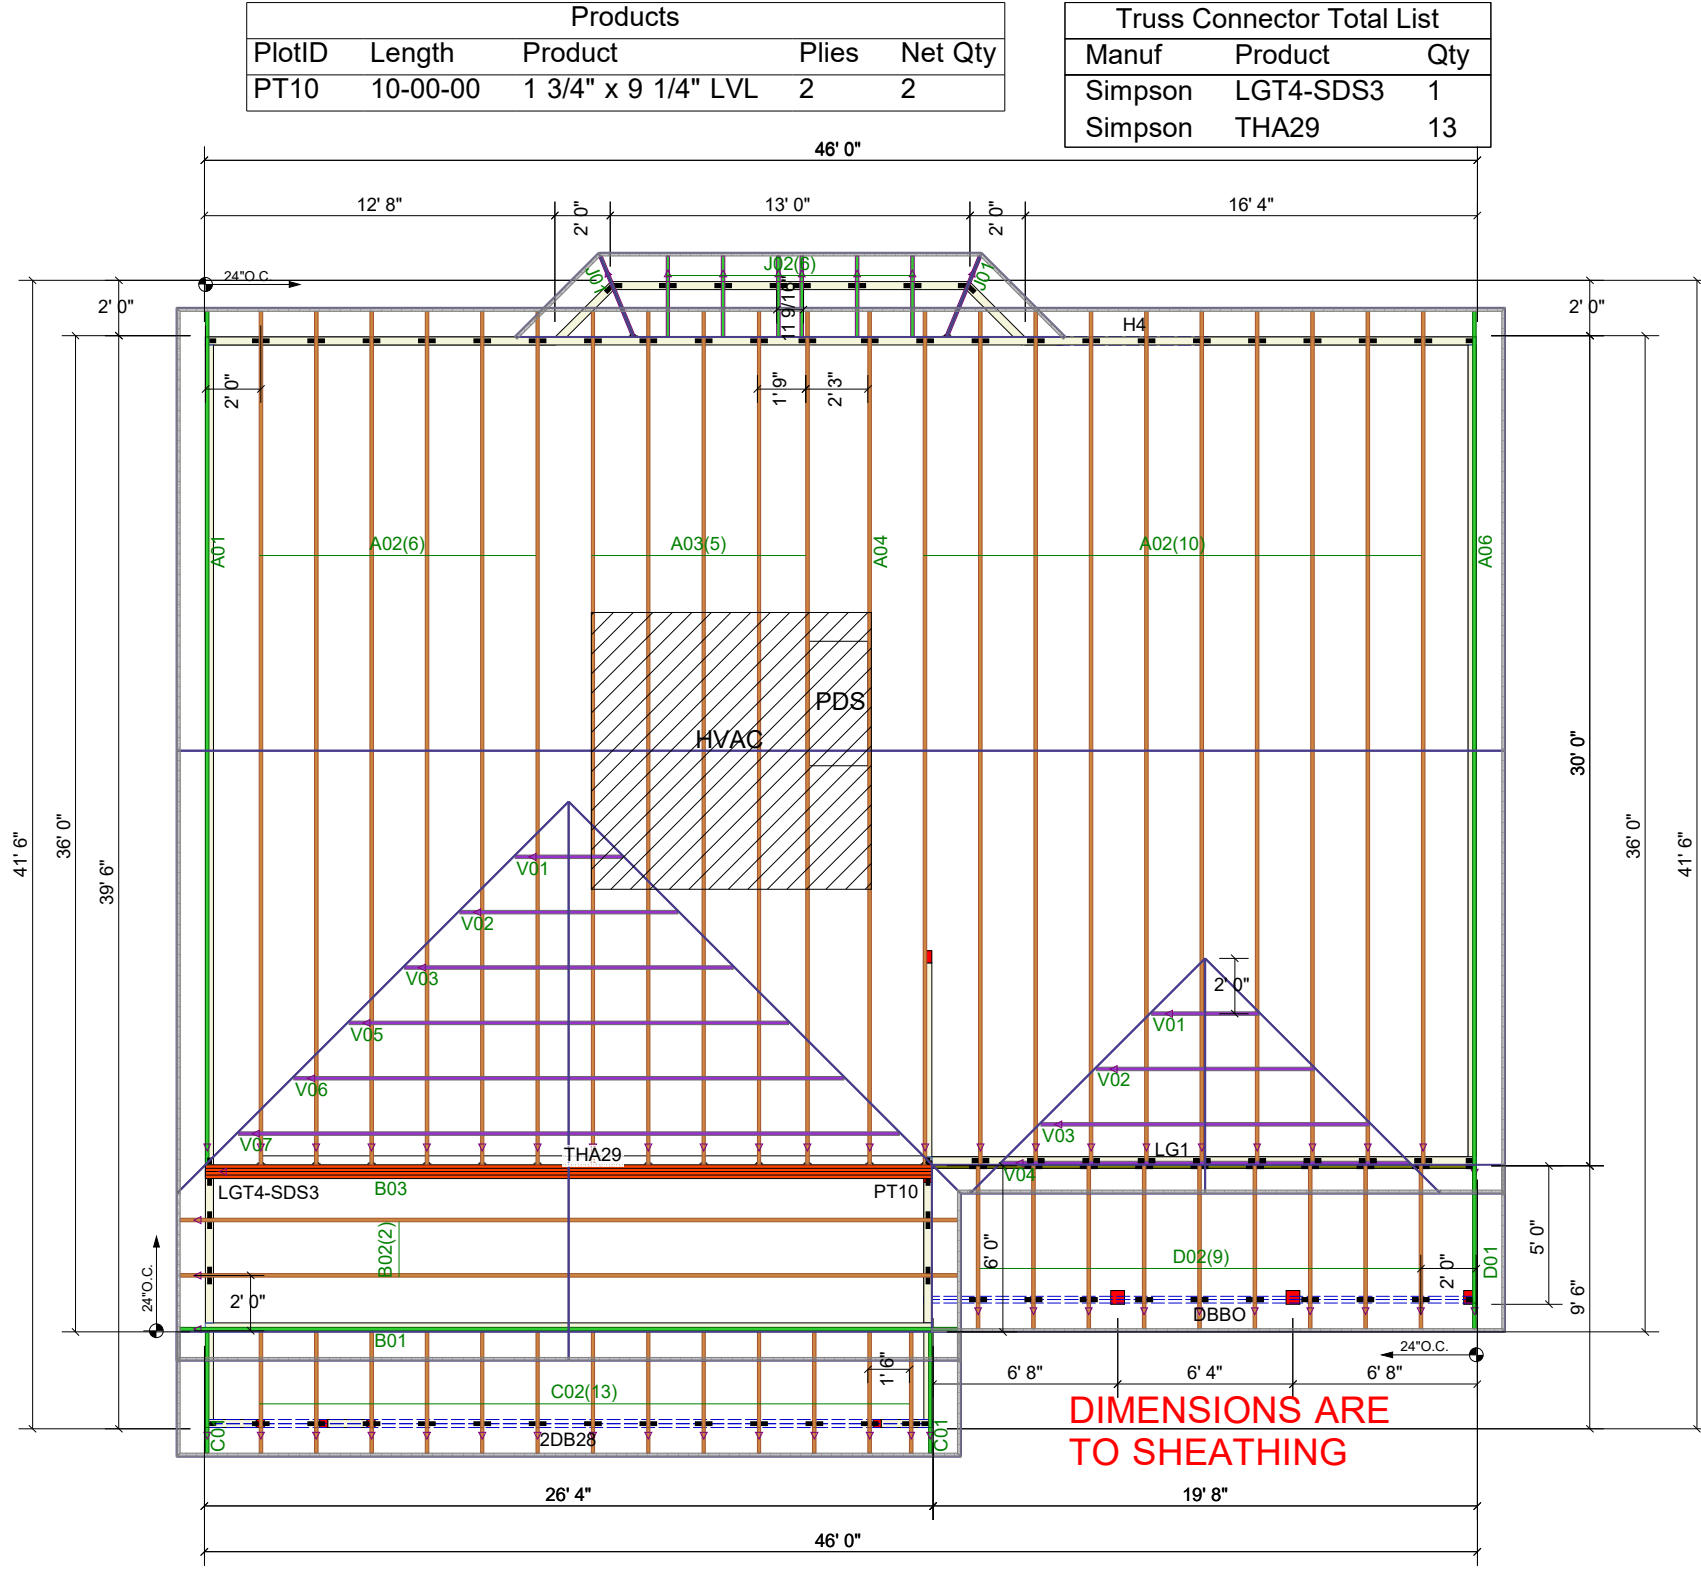 Products
PlotID Length Product Plies Net Qty
PT10 10-00-00 1 3/4" x 9 1/4" LVL 2 2
Truss Connector Total List
Manuf Product Qty
Simpson LGT4-SDS3 1
Simpson THA29 13
46' 0"
12' 8"
2' 0"
13' 0"
2' 0"
16' 4"
24"O.C.
J01
J02(6)
J01
11 9/16"
2' 0"
2' 0"
H4
2' 0"
1' 9"
2' 3"
A01
A02(6)
A03(5)
A04
A02(10)
A06
PDS
HVAC
30' 0"
41' 6"
36' 0"
39' 6"
36' 0"
41' 6"
V01
V02
V03
V05
V06
V07
2' 0"
V01
V02
V03
V04
THA29
LG1
LGT4-SDS3
B03
PT10
B02(2)
2' 0"
24"O.C.
B01
6' 0"
D02(9)
2' 0"
D01
5' 0"
9' 6"
DBBO
24"O.C.
1' 6"
6' 8"
6' 4"
6' 8"
C02(13)
C01
2DB28
C01
DIMENSIONS ARE
TO SHEATHING
26' 4"
19' 8"
46' 0"